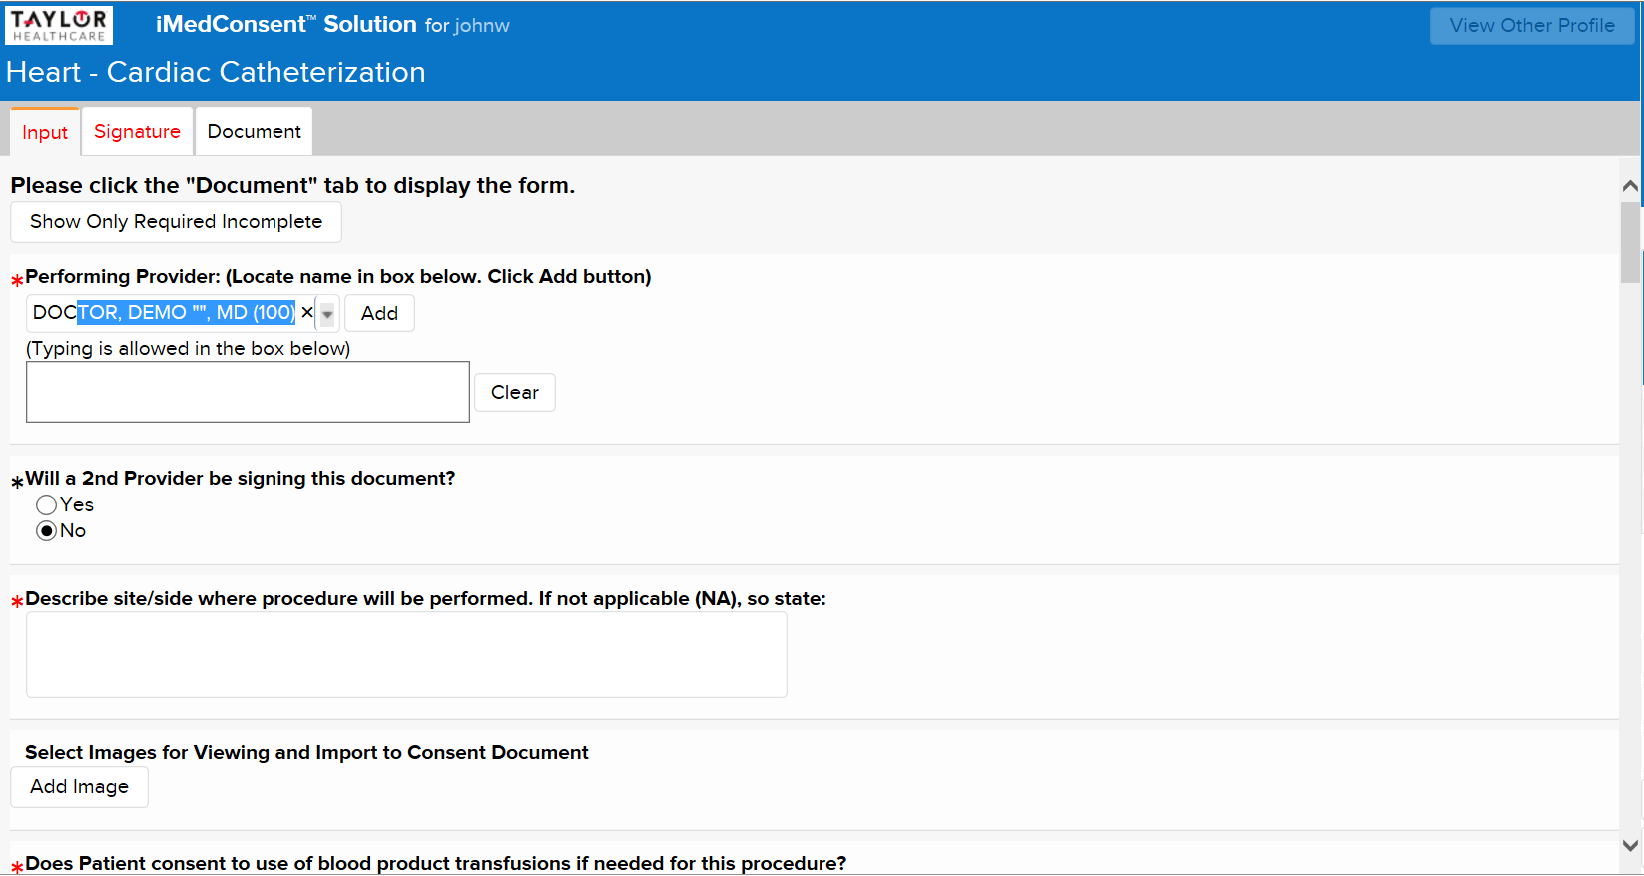 TAYLOR
HEALTHCARE
iMedConsent™ Solution for johnw
View Other Profile
Heart - Cardiac Catheterization
Input
Signature
Document
Please click the "Document" tab to display the form.
Show Only Required Incomplete
*Performing Provider: (Locate name in box below. Click Add button)
DOCTOR, DEMO "", MD (100) ×
Add
(Typing is allowed in the box below)
Clear
*Will a 2nd Provider be signing this document?
Yes
No
*Describe site/side where procedure will be performed. If not applicable (NA), so state:
Select Images for Viewing and Import to Consent Document
Add Image
*Does Patient consent to use of blood product transfusions if needed for this procedure?